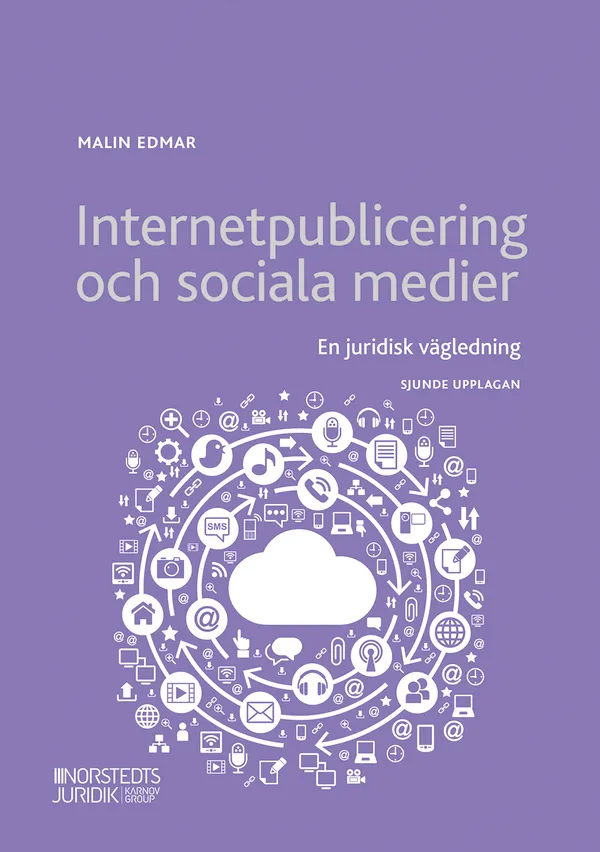 MALIN EDMAR
Internetpublicering
och sociala medier
En juridisk vägledning
SJUNDE UPPLAGAN
SMS
NORSTEDTS
JURIDIK
KARNOV
GROUP